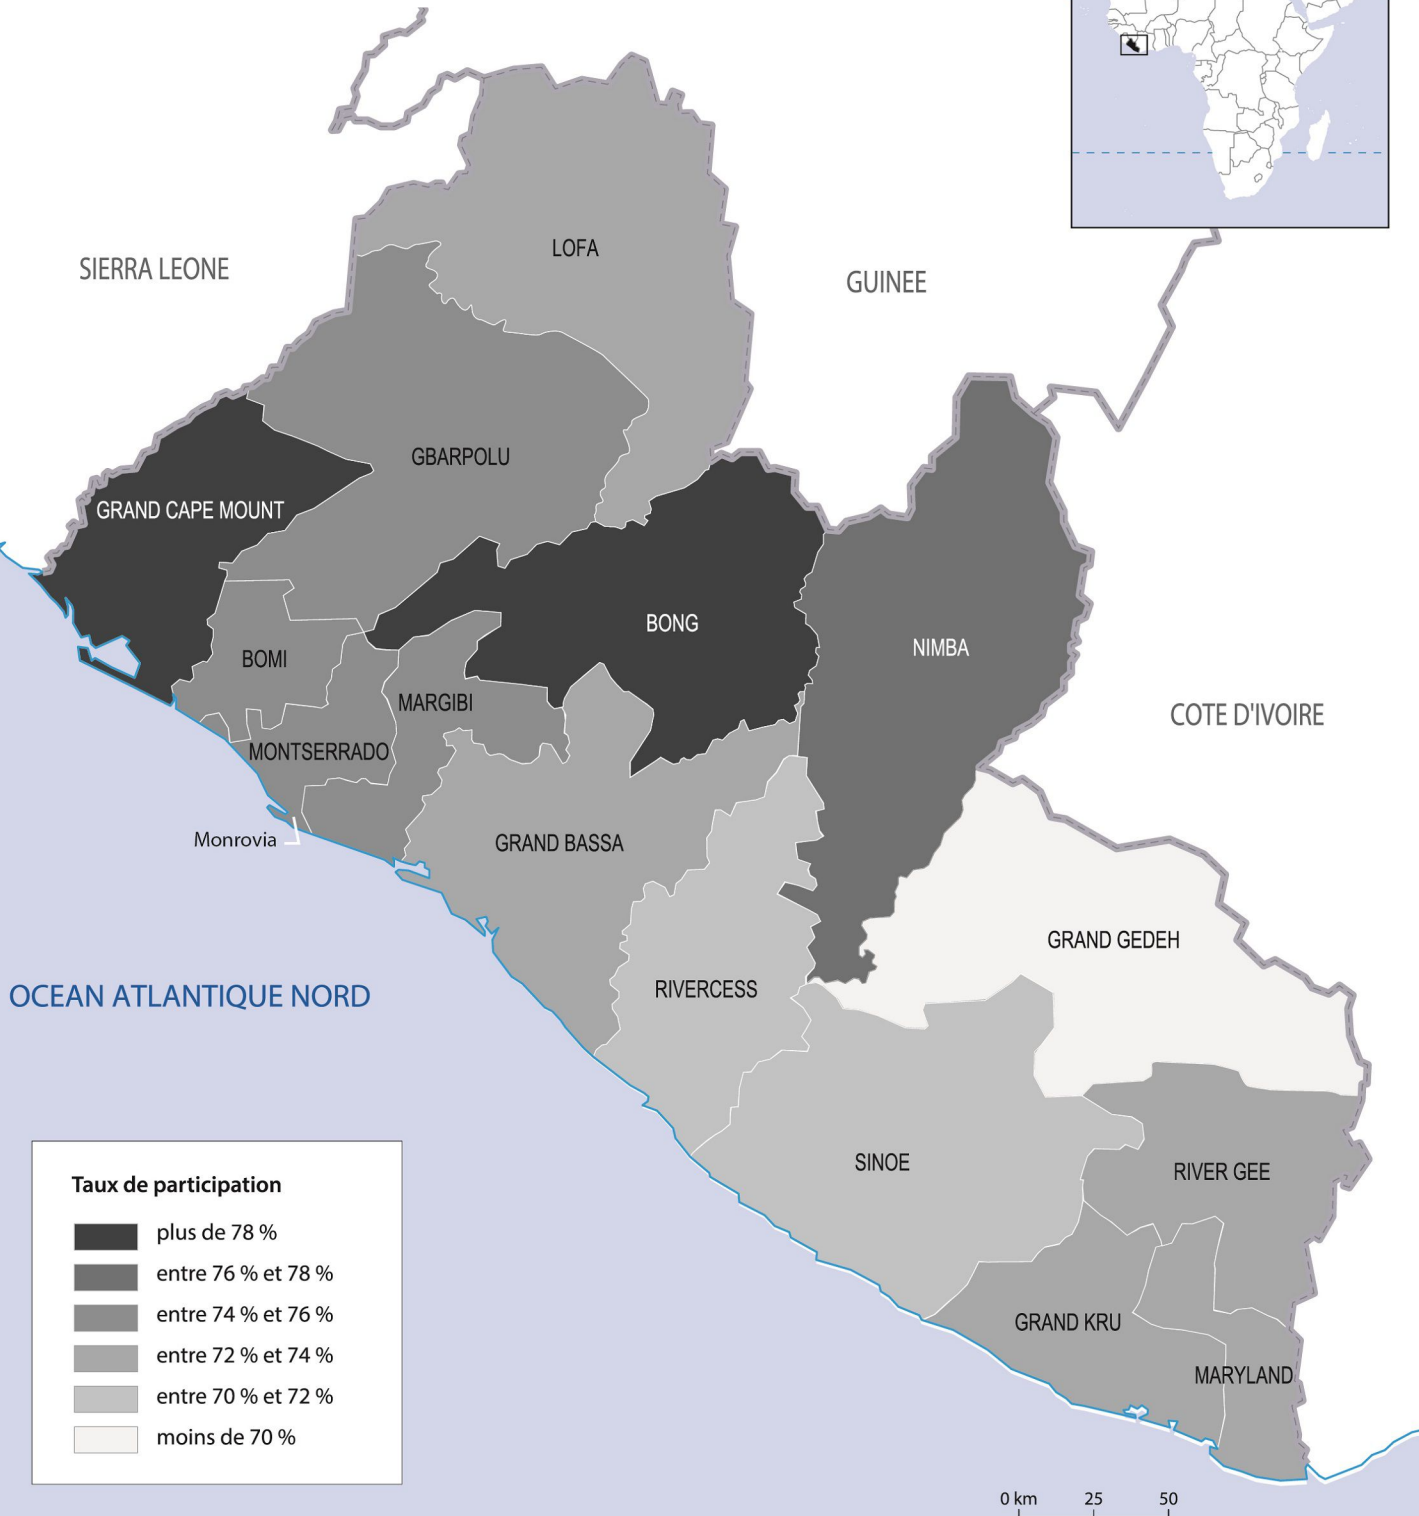 LOFA
SIERRA LEONE
GUINEE
GBARPOLU
GRAND CAPE MOUNT
BONG
NIMBA
BOMI
MARGIBI
COTE D'IVOIRE
MONTSERRADO
Monrovia
GRAND BASSA
GRAND GEDEH
RIVERCESS
OCEAN ATLANTIQUE NORD
SINOE
RIVER GEE
GRAND KRU
MARYLAND
Taux de participation
plus de 78 %
entre 76 % et 78 %
entre 74 % et 76 %
entre 72 % et 74 %
entre 70 % et 72 %
moins de 70 %
0 km 25 50